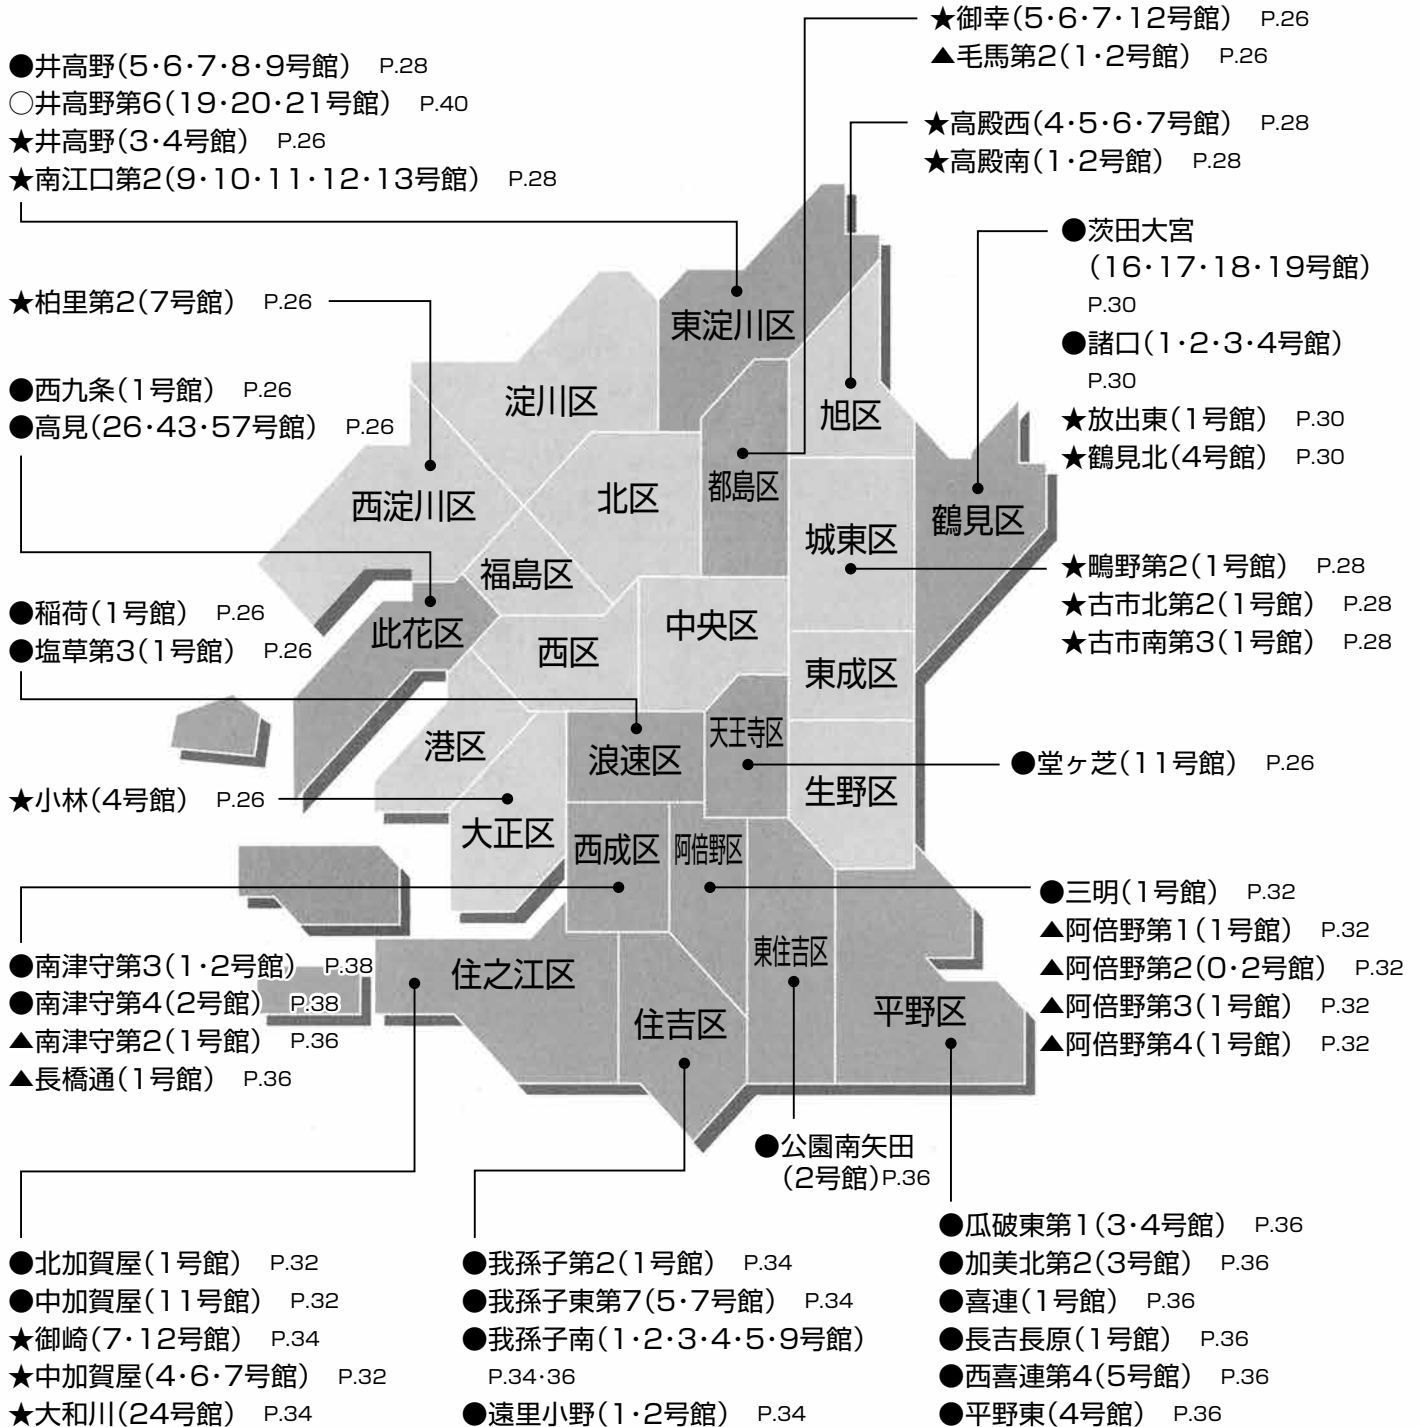 ●井高野(5・6・7・8・9号館) P.28
○井高野第6(19・20・21号館) P.40
★井高野(3・4号館) P.26
★南江口第2(9・10・11・12・13号館) P.28
★御幸(5・6・7・12号館) P.26
▲毛馬第2(1・2号館) P.26
★高殿西(4・5・6・7号館) P.28
★高殿南(1・2号館) P.28
●茨田大宮
(16・17・18・19号館)
P.30
●諸口(1・2・3・4号館)
P.30
★放出東(1号館) P.30
★鶴見北(4号館) P.30
★柏里第2(7号館) P.26
●西九条(1号館) P.26
●高見(26・43・57号館) P.26
●稲荷(1号館) P.26
●塩草第3(1号館) P.26
★小林(4号館) P.26
東淀川区
淀川区
旭区
西淀川区
北区
都島区
城東区
鶴見区
福島区
此花区
西区
中央区
東成区
港区
浪速区
天王寺区
生野区
大正区
西成区
阿倍野区
住之江区
住吉区
東住吉区
平野区
★鴫野第2(1号館) P.28
★古市北第2(1号館) P.28
★古市南第3(1号館) P.28
●堂ヶ芝(11号館) P.26
●三明(1号館) P.32
▲阿倍野第1(1号館) P.32
▲阿倍野第2(0・2号館) P.32
▲阿倍野第3(1号館) P.32
▲阿倍野第4(1号館) P.32
●南津守第3(1・2号館) P.38
●南津守第4(2号館) P.38
▲南津守第2(1号館) P.36
▲長橋通(1号館) P.36
●公園南矢田
(2号館)P.36
●北加賀屋(1号館) P.32
●中加賀屋(11号館) P.32
★御崎(7・12号館) P.34
★中加賀屋(4・6・7号館) P.32
★大和川(24号館) P.34
●我孫子第2(1号館) P.34
●我孫子東第7(5・7号館) P.34
●我孫子南(1・2・3・4・5・9号館)
P.34・36
●遠里小野(1・2号館) P.34
●瓜破東第1(3・4号館) P.36
●加美北第2(3号館) P.36
●喜連(1号館) P.36
●長吉長原(1号館) P.36
●西喜連第4(5号館) P.36
●平野東(4号館) P.36